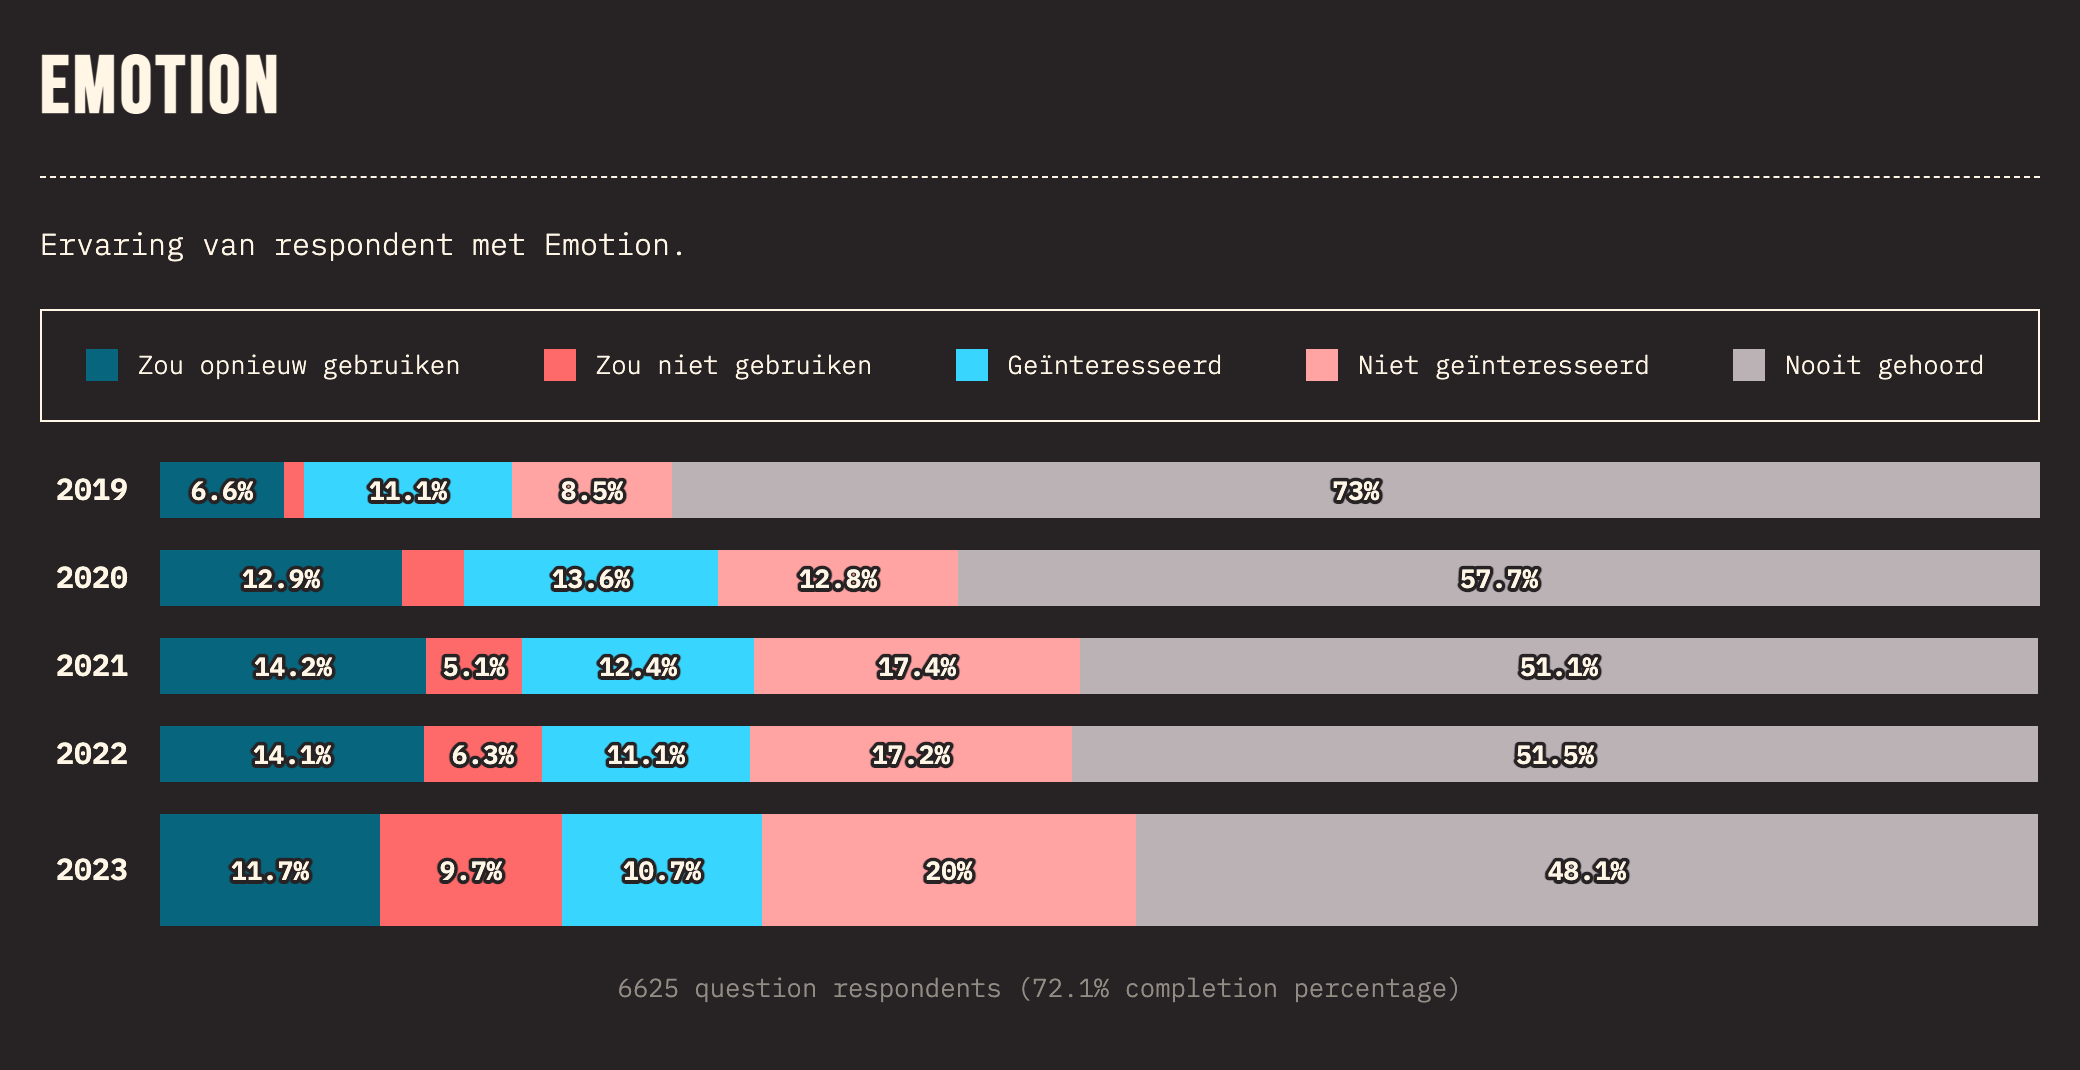 EMOTION
Ervaring van respondent met Emotion.
Zou opnieuw gebruiken Zou niet gebruiken Geïnteresseerd Niet geïnteresseerd Nooit gehoord
2019 6.6% 11.1% 8.5% 73%
2020 12.9% 13.6% 12.8% 57.7%
2021 14.2% 5.1% 12.4% 17.4% 51.1%
2022 14.1% 6.3% 11.1% 17.2% 51.5%
2023 11.7% 9.7% 10.7% 20% 48.1%
6625 question respondents (72.1% completion percentage)